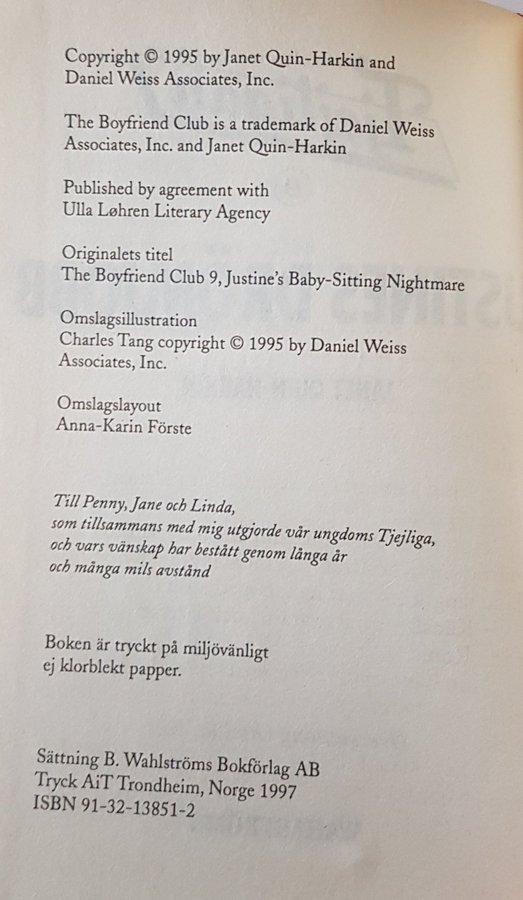 Copyright © 1995 by Janet Quin-Harkin and
Daniel Weiss Associates, Inc.
The Boyfriend Club is a trademark of Daniel Weiss
Associates, Inc. and Janet Quin-Harkin
Published by agreement with
Ulla Løhren Literary Agency
Originalets titel
The Boyfriend Club 9, Justine's Baby-Sitting Nightmare
Omslagsillustration
Charles Tang copyright © 1995 by Daniel Weiss
Associates, Inc.
Omslagslayout
Anna-Karin Förste
Till Penny, Jane och Linda,
som tillsammans med mig utgjorde vår ungdoms Tjejliga,
och vars vänskap har bestått genom långa år
och många mils avstånd
Boken är tryckt på miljövänligt
ej klorblekt papper.
Sättning B. Wahlströms Bokförlag AB
Tryck AiT Trondheim, Norge 1997
ISBN 91-32-13851-2